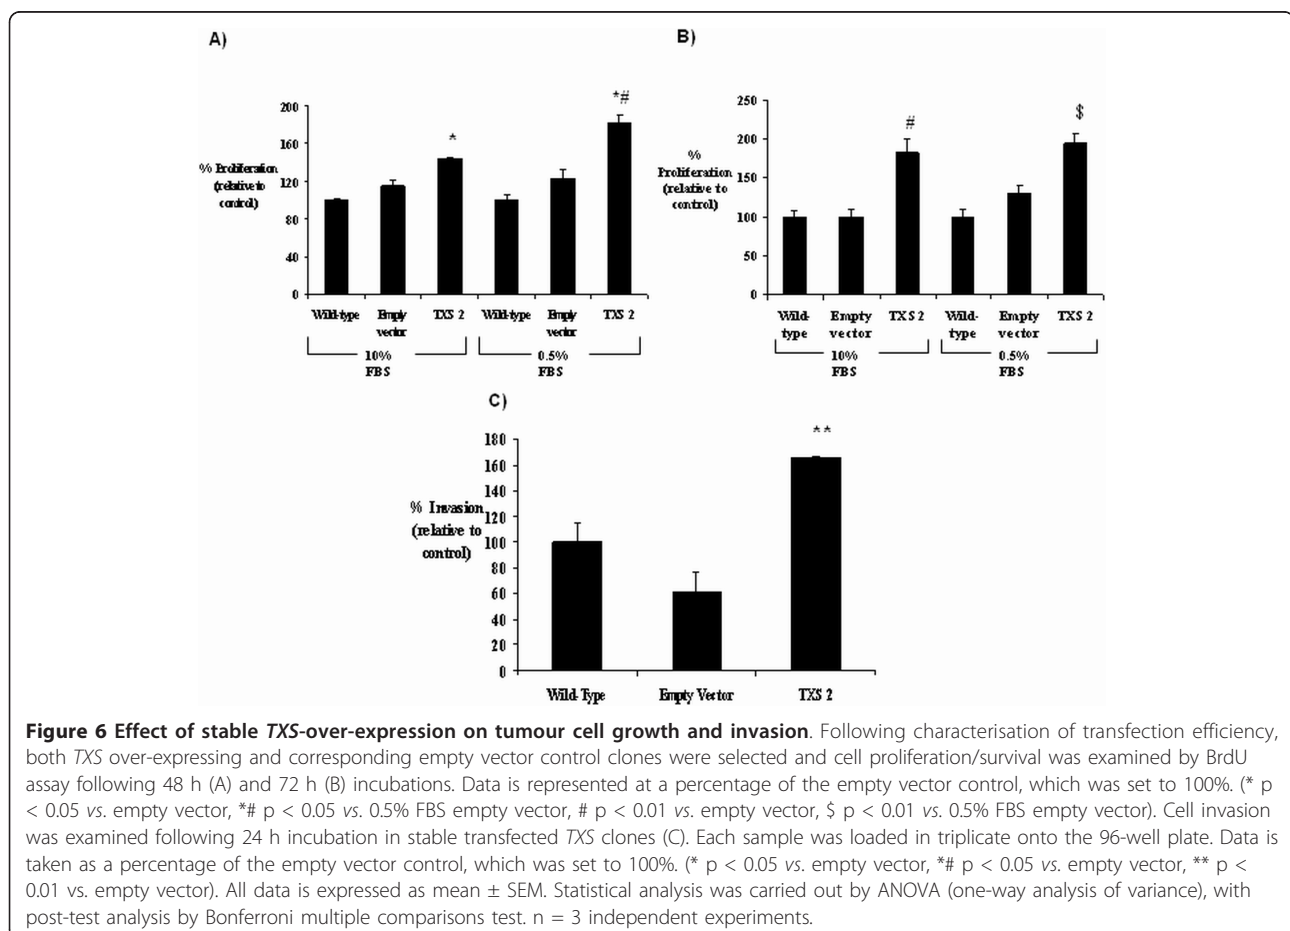 A)
200
160
120
80
40
0
% Proliferation
(relative to
control)
*
*#
Wild-type Empty vector TXS 2 Wild-type Empty vector TXS 2
10%
FBS
0.5%
FBS
B)
250
200
150
100
50
0
%
Proliferation
(relative to
control)
#
$
Wild-type Empty vector TXS 2 Wild-type Empty vector TXS 2
10%
FBS
0.5%
FBS
C)
180
160
140
120
100
80
60
40
20
0
% Invasion
(relative to
control)
**
Wild-Type Empty Vector TXS 2
Figure 6 Effect of stable TXS-over-expression on tumour cell growth and invasion. Following characterisation of transfection efficiency,
both TXS over-expressing and corresponding empty vector control clones were selected and cell proliferation/survival was examined by BrdU
assay following 48 h (A) and 72 h (B) incubations. Data is represented at a percentage of the empty vector control, which was set to 100%. (* p
< 0.05 vs. empty vector, *# p < 0.05 vs. 0.5% FBS empty vector, # p < 0.01 vs. empty vector, $ p < 0.01 vs. 0.5% FBS empty vector). Cell invasion
was examined following 24 h incubation in stable transfected TXS clones (C). Each sample was loaded in triplicate onto the 96-well plate. Data is
taken as a percentage of the empty vector control, which was set to 100%. (* p < 0.05 vs. empty vector, *# p < 0.05 vs. empty vector, ** p <
0.01 vs. empty vector). All data is expressed as mean ± SEM. Statistical analysis was carried out by ANOVA (one-way analysis of variance), with
post-test analysis by Bonferroni multiple comparisons test. n = 3 independent experiments.